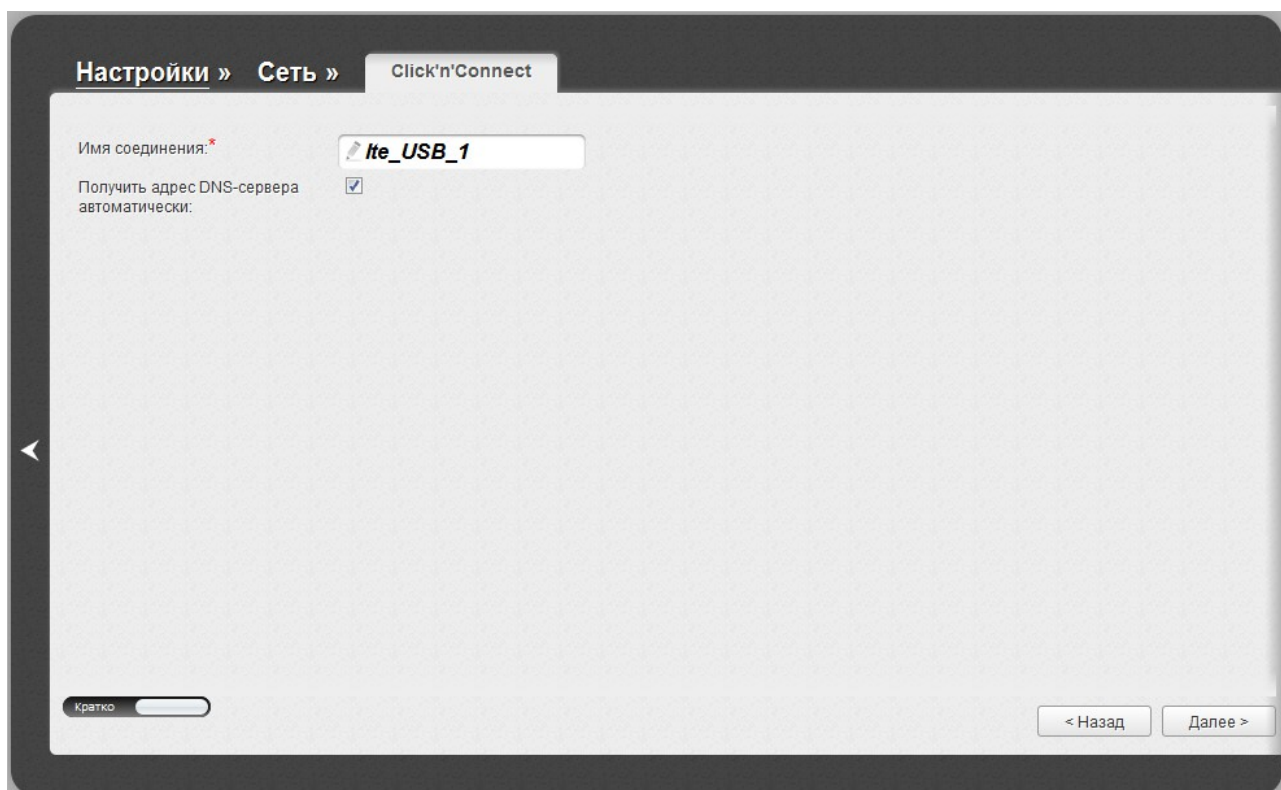 Настройки » Сеть » Click'n'Connect
Имя соединения:*
lte_USB_1
Получить адрес DNS-сервера
автоматически:
Кратко
< Назад
Далее >